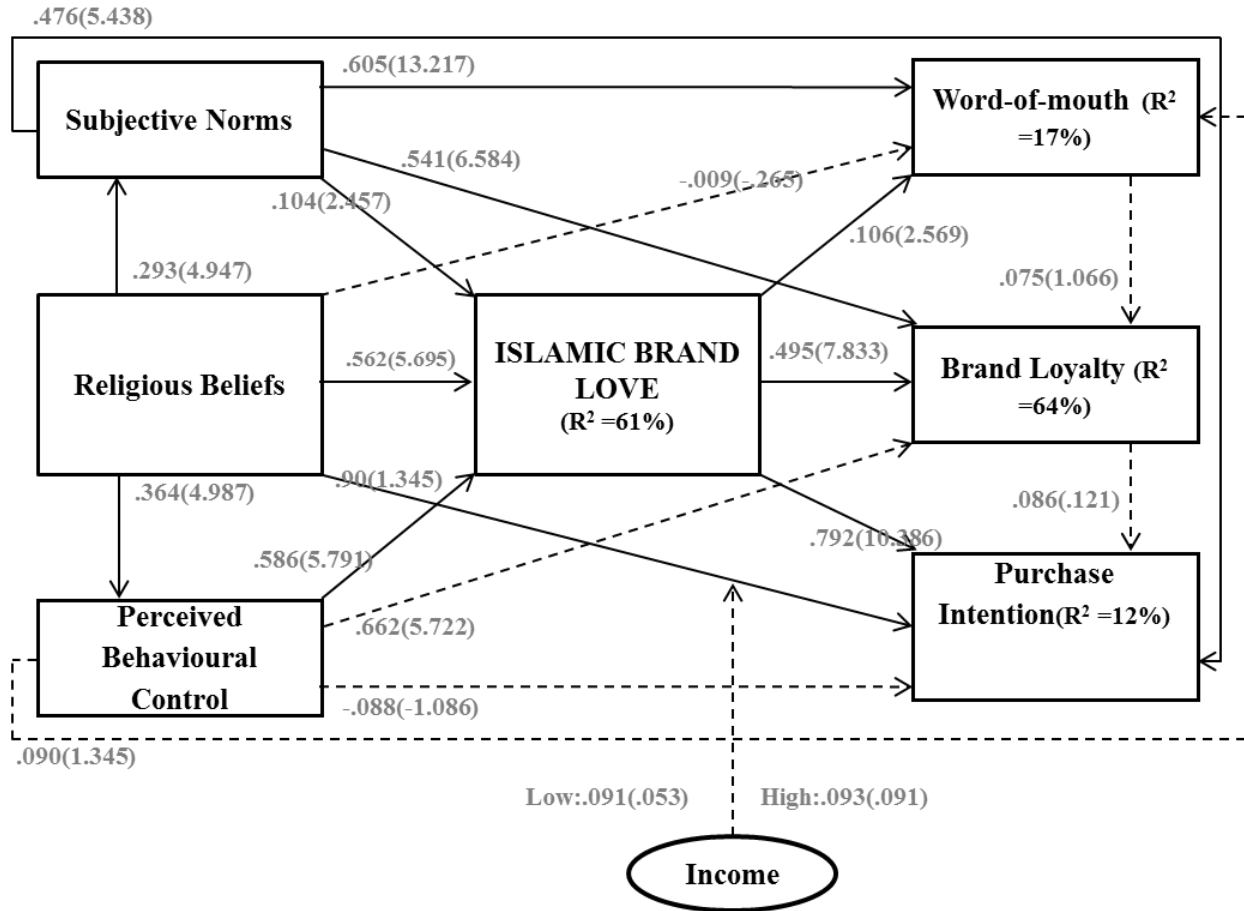 .476(5.438)
.605(13.217)
Subjective Norms
Word-of-mouth (R²
=17%)
.541(6.584)
-.009(-.265)
.104(2.457)
.106(2.569)
.293(4.947)
.075(1.066)
Religious Beliefs
.562(5.695)
ISLAMIC BRAND
LOVE
(R² =61%)
.495(7.833)
Brand Loyalty (R²
=64%)
.364(4.987)
.90(1.345)
.086(.121)
.586(5.791)
.792(10.386)
Perceived
Behavioural
Control
.662(5.722)
Purchase
Intention(R² =12%)
-.088(-1.086)
.090(1.345)
Low:.091(.053)
High:.093(.091)
Income